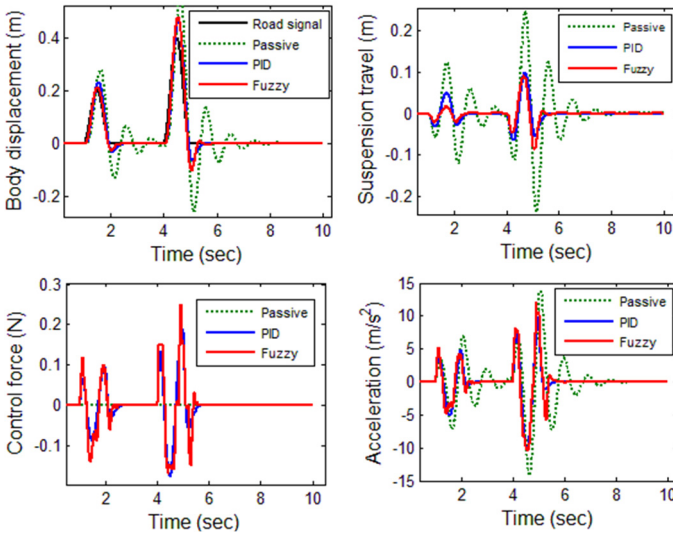 Body displacement (m)
0.4
0.2
0
-0.2
Road signal
Passive
PID
Fuzzy
2
4
6
8
10
Time (sec)
Suspension travel (m)
0.2
0.1
0
-0.1
-0.2
Passive
PID
Fuzzy
2
4
6
8
10
Time (sec)
Control force (N)
0.3
0.2
0.1
0
-0.1
Passive
PID
Fuzzy
2
4
6
8
10
Time (sec)
Acceleration (m/s²)
15
10
5
0
-5
-10
-15
Passive
PID
Fuzzy
2
4
6
8
10
Time (sec)